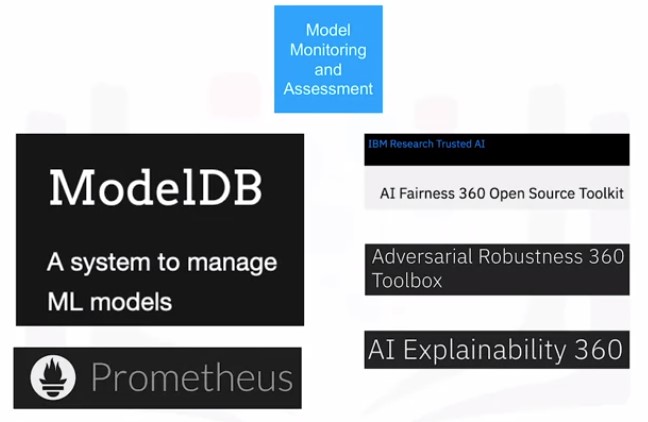 Model
Monitoring
and
Assessment
ModelDB
A system to manage
ML models
Prometheus
IBM Research Trusted AI
AI Fairness 360 Open Source Toolkit
Adversarial Robustness 360
Toolbox
AI Explainability 360